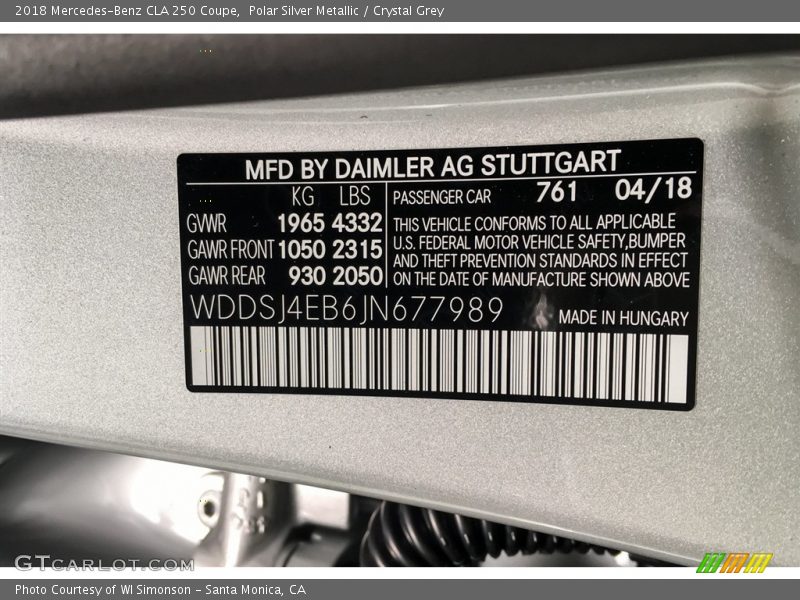 2018 Mercedes-Benz CLA 250 Coupe,  Polar Silver Metallic / Crystal Grey
MFD BY DAIMLER AG STUTTGART
KG LBS
GWR 1965 4332
GAWR FRONT 1050 2315
GAWR REAR 930 2050
PASSENGER CAR 761 04/18
THIS VEHICLE CONFORMS TO ALL APPLICABLE
U.S. FEDERAL MOTOR VEHICLE SAFETY,BUMPER
AND THEFT PREVENTION STANDARDS IN EFFECT
ON THE DATE OF MANUFACTURE SHOWN ABOVE
WDDSJ4EB6JN677989
MADE IN HUNGARY
GTCARLOT.COM
Photo Courtesy of WI Simonson - Santa Monica, CA